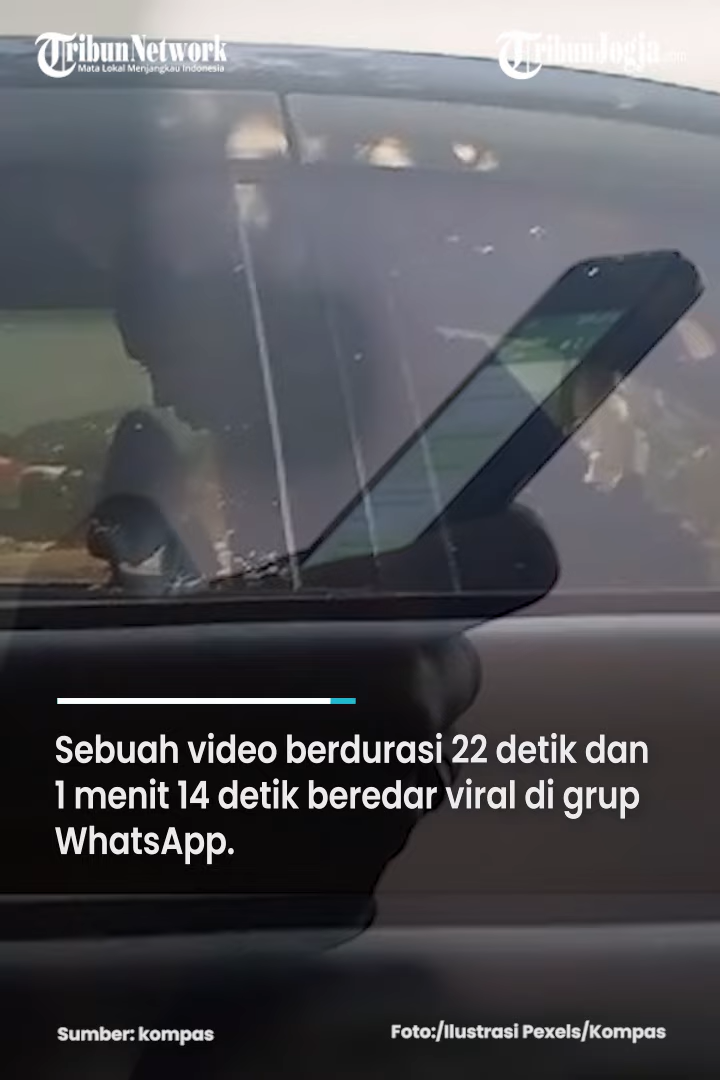 TribunNetwork
Mata Lokal Menjangkau Indonesia
TribunJogja.com
Sebuah video berdurasi 22 detik dan
1 menit 14 detik beredar viral di grup
WhatsApp.
Sumber: kompas
Foto:/Ilustrasi Pexels/Kompas